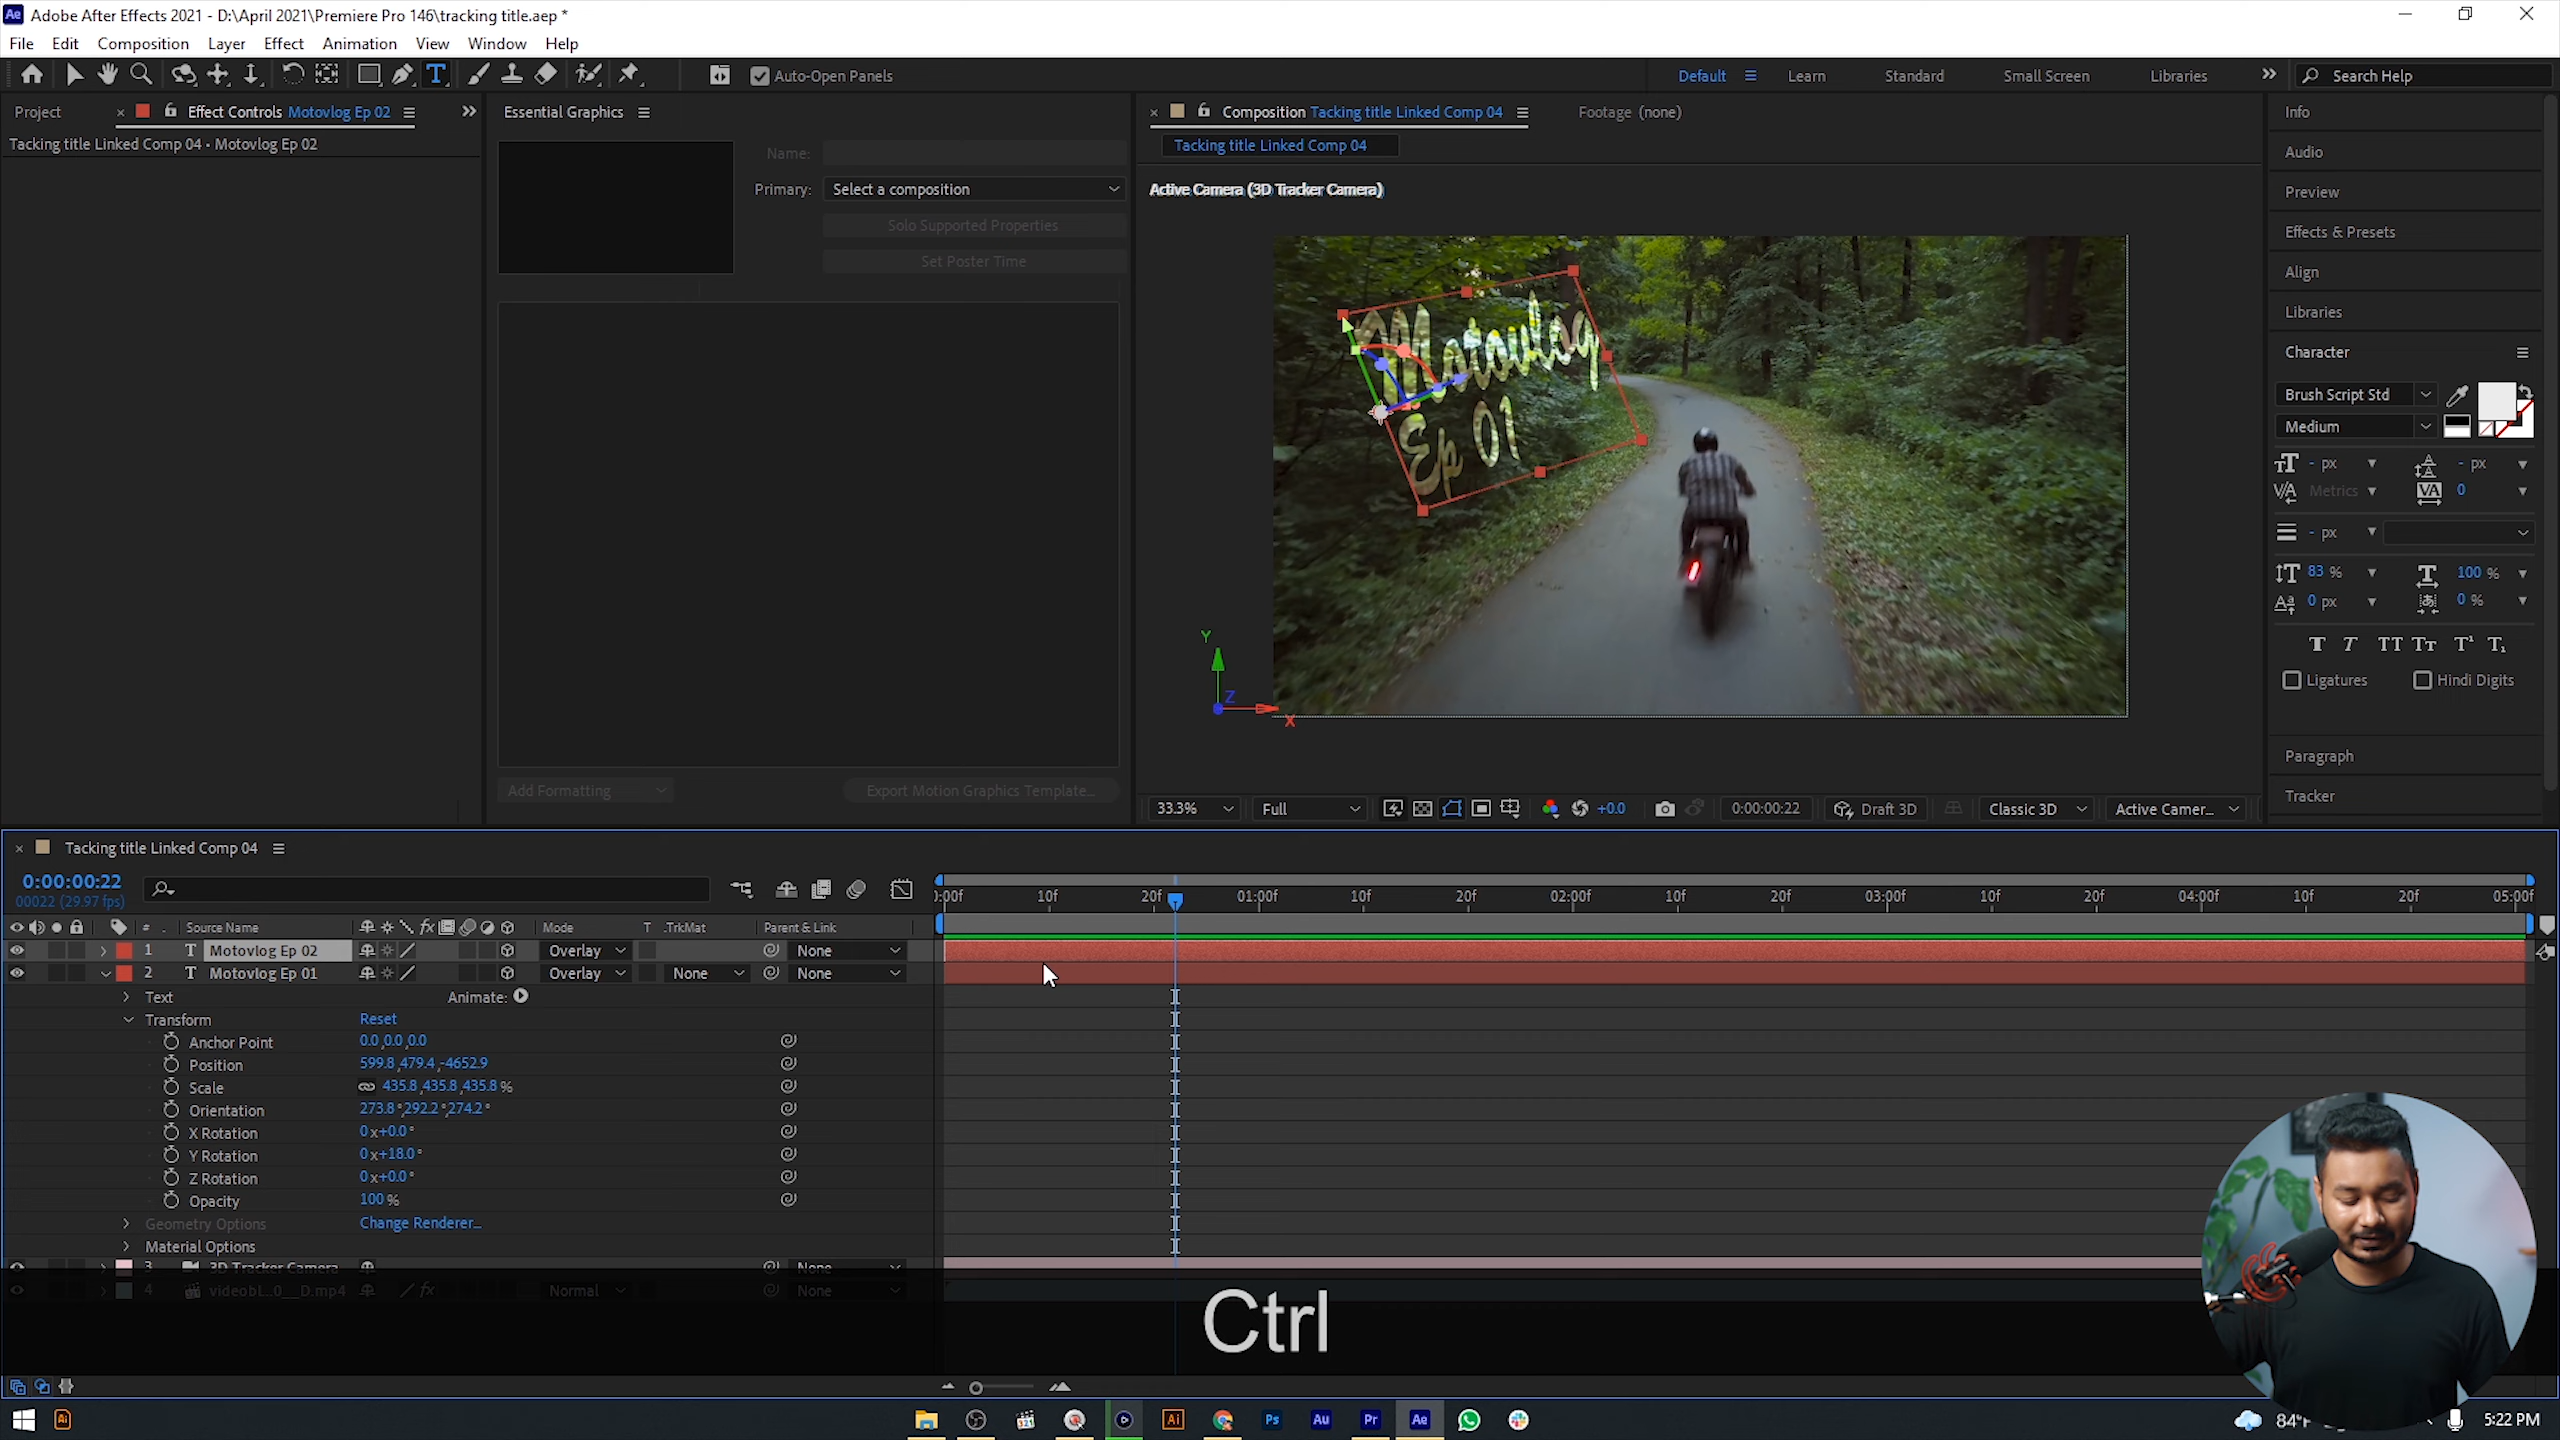 Adobe After Effects 2021 - D:\April 2021\Premiere Pro 146\tracking title.aep *
File Edit Composition Layer Effect Animation View Window Help
Auto-Open Panels
Default Learn Standard Small Screen Libraries Search Help
Project Effect Controls Motovlog Ep 02
Tacking title Linked Comp 04 • Motovlog Ep 02
Essential Graphics
Name:
Primary: Select a composition
Solo Supported Properties
Set Poster Time
Add Formatting
Export Motion Graphics Template...
Composition Tacking title Linked Comp 04
Footage (none)
Tacking title Linked Comp 04
Active Camera (3D Tracker Camera)
Motovlog
Ep 01
Y
Z
X
33.3% Full +0.0 0:00:00:22 Draft 3D Classic 3D Active Camer...
Info
Audio
Preview
Effects & Presets
Align
Libraries
Character
Brush Script Std
Medium
- px - px
Metrics 0
- px
83 % 100 %
0 px 0 %
Ligatures Hindi Digits
Paragraph
Tracker
Tacking title Linked Comp 04
0:00:00:22
00022 (29.97 fps)
0:00f 10f 20f 01:00f 10f 20f 02:00f 10f 20f 03:00f 10f 20f 04:00f 10f 20f 05:00f
# Source Name Mode T .TrkMat Parent & Link
1 T Motovlog Ep 02 Overlay None
2 T Motovlog Ep 01 Overlay None None
Text Animate:
Transform Reset
Anchor Point 0.0,0.0,0.0
Position 599.8,479.4,-4652.9
Scale 435.8,435.8,435.8 %
Orientation 273.8°,292.2°,274.2°
X Rotation 0x+0.0°
Y Rotation 0x+18.0°
Z Rotation 0x+0.0°
Opacity 100 %
Geometry Options Change Renderer...
Material Options
3 3D Tracker Camera None
4 videobl...0__D.mp4 Normal None
Ctrl
Ai Ps Au Pr Ae
84°F
5:22 PM